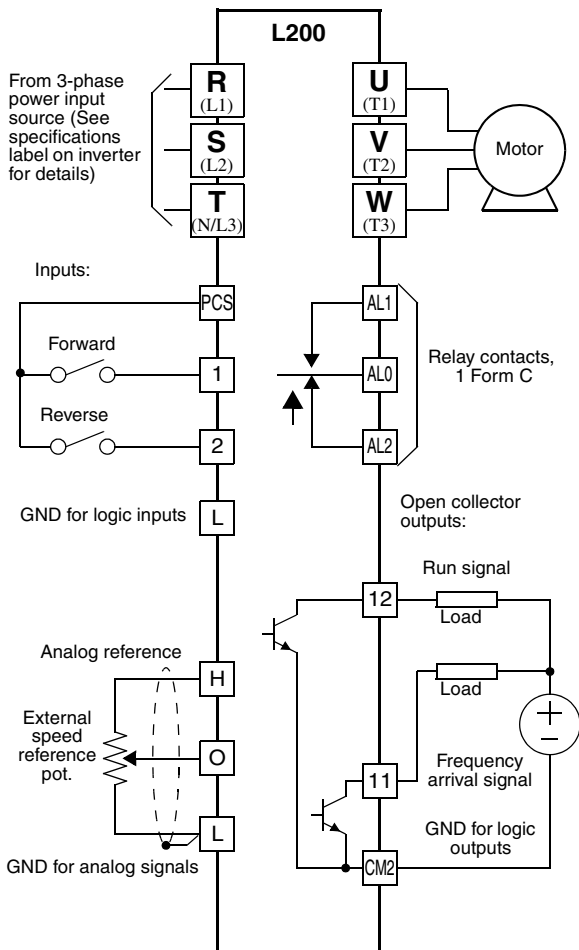 L200
From 3-phase
power input
source (See
specifications
label on inverter
for details)
R
(L1)
S
(L2)
T
(N/L3)
U
(T1)
V
(T2)
W
(T3)
Motor
Inputs:
PCS
Forward
1
Reverse
2
GND for logic inputs
L
AL1
AL0
AL2
Relay contacts,
1 Form C
Open collector
outputs:
Run signal
12
Load
Load
Analog reference
H
External
speed
reference
pot.
O
L
GND for analog signals
+
–
Frequency
arrival signal
11
GND for logic
outputs
CM2